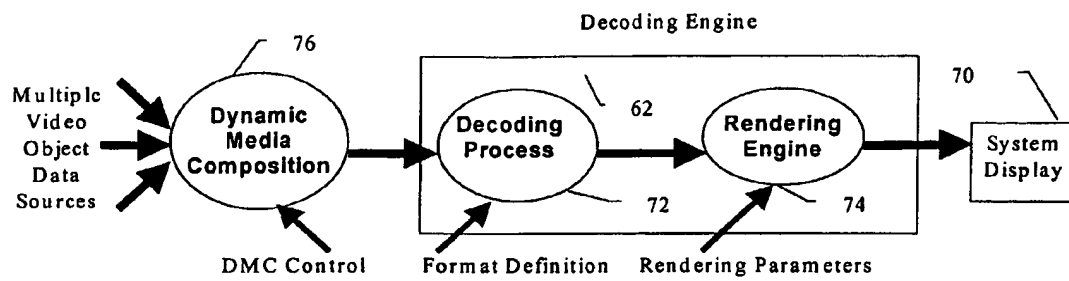 Decoding Engine
76
70
Multiple
Video
Object
Data
Sources
Dynamic
Media
Composition
62
Decoding
Process
Rendering
Engine
System
Display
72
74
DMC Control
Format Definition
Rendering Parameters